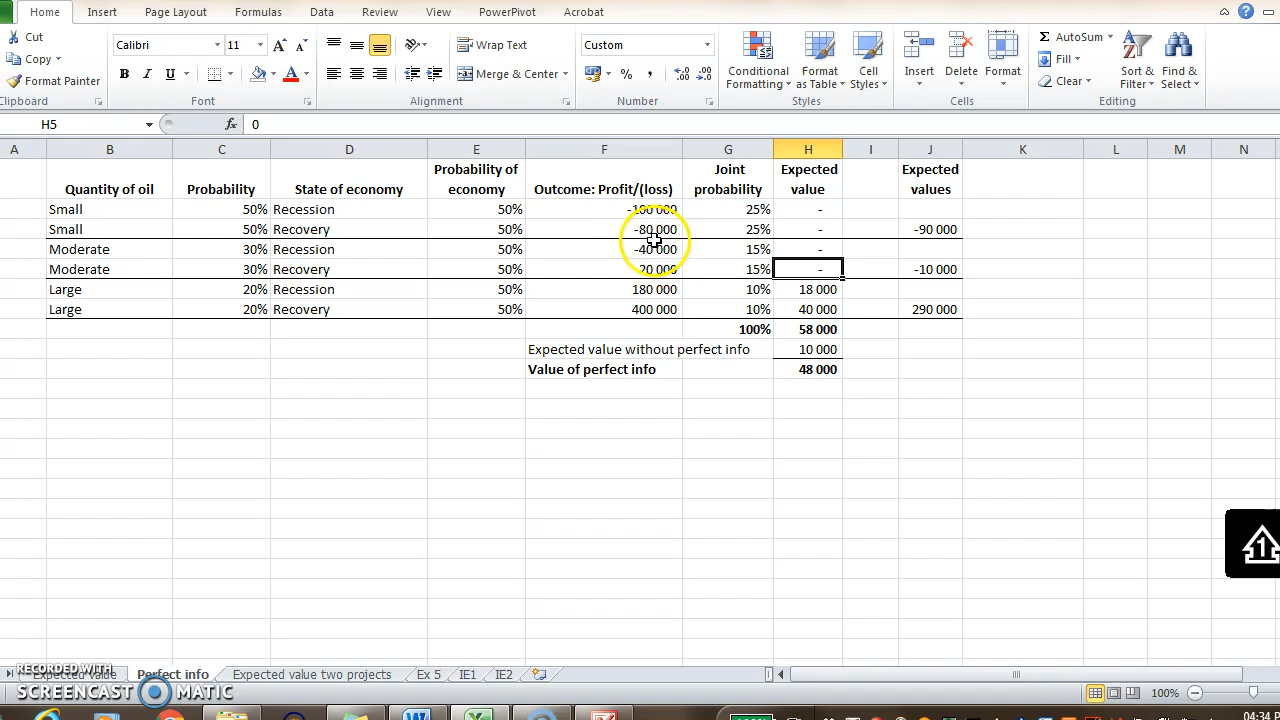 Home Insert Page Layout Formulas Data Review View PowerPivot Acrobat
Cut
Copy
Format Painter
Clipboard
Calibri 11
B I U
Font
Wrap Text
Merge & Center
Alignment
Custom
%
Number
Conditional Formatting
Format as Table
Cell Styles
Styles
Insert Delete Format
Cells
AutoSum
Fill
Clear
Sort & Filter
Find & Select
Editing
H5 fx 0
A B C D E F G H I J K L M N
Quantity of oil Probability State of economy Probability of economy Outcome: Profit/(loss) Joint probability Expected value Expected values
Small 50% Recession 50% -100 000 25% -
Small 50% Recovery 50% -80 000 25% - -90 000
Moderate 30% Recession 50% -40 000 15% -
Moderate 30% Recovery 50% 20 000 15% - -10 000
Large 20% Recession 50% 180 000 10% 18 000
Large 20% Recovery 50% 400 000 10% 40 000 290 000
100% 58 000
Expected value without perfect info 10 000
Value of perfect info 48 000
1
Expected value Perfect info Expected value two projects Ex 5 IE1 IE2
RECORDED WITH
SCREENCAST MATIC
100%